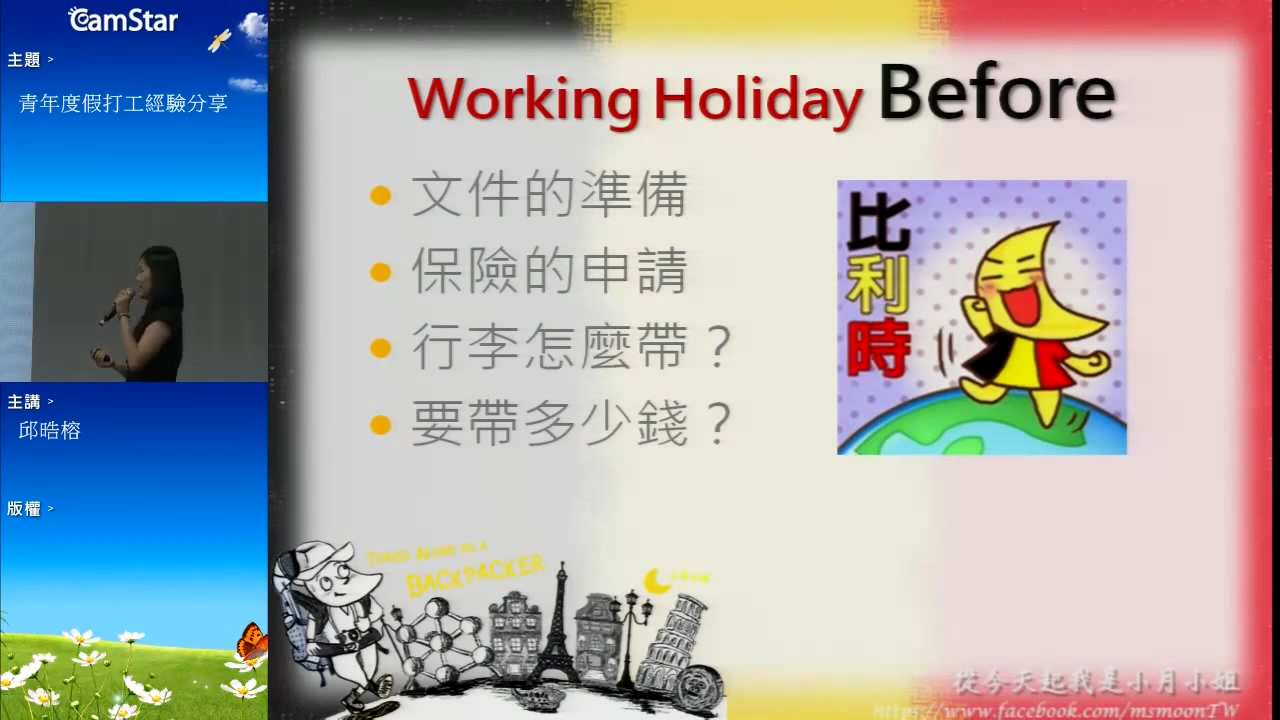 CamStar
主題 >
青年度假打工經驗分享
主講 >
邱晧榕
版權 >
Working Holiday Before
文件的準備
保險的申請
行李怎麼帶？
要帶多少錢？
比利時
TRAVEL ALONE AS A
BACKPACKER
從今天起我是小月小姐
https://www.facebook.com/msmoonTW